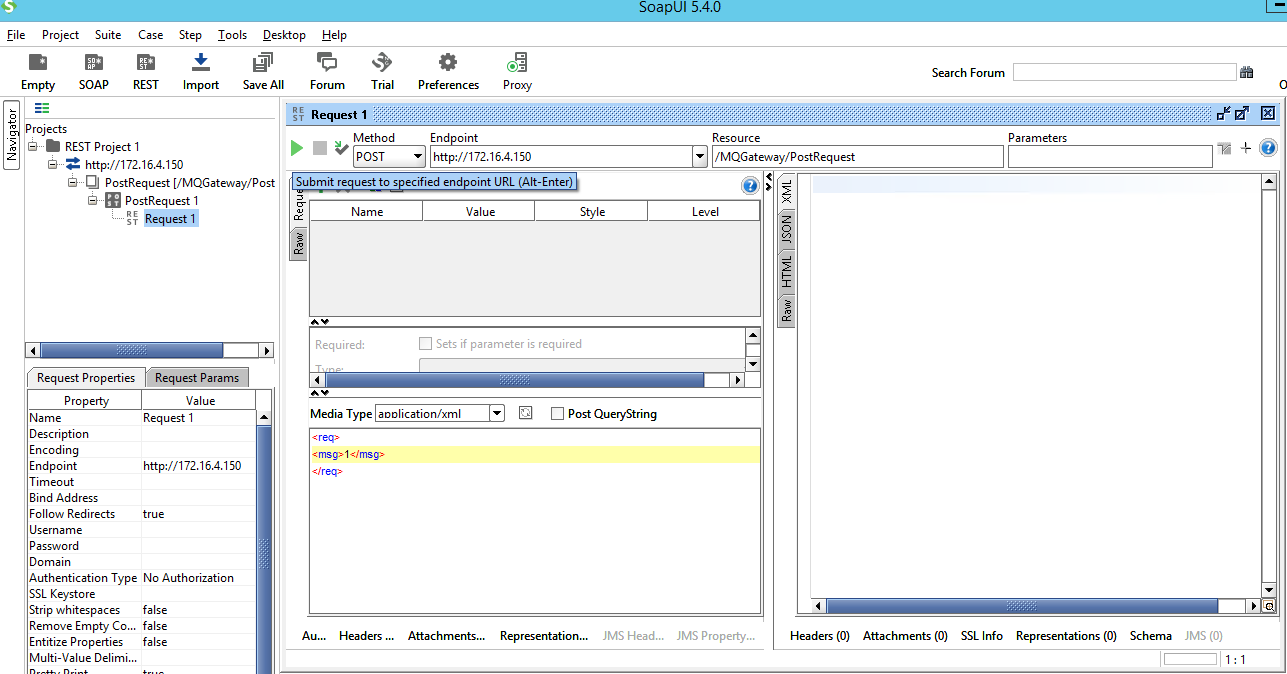 SoapUI 5.4.0
File Project Suite Case Step Tools Desktop Help
Empty SOAP REST Import Save All Forum Trial Preferences Proxy
Search Forum
Navigator
Projects
REST Project 1
http://172.16.4.150
PostRequest [/MQGateway/Post
PostRequest 1
REST Request 1
REST Request 1
Method Endpoint Resource Parameters
POST http://172.16.4.150 /MQGateway/PostRequest
Submit request to specified endpoint URL (Alt-Enter)
Reque
Raw
Name Value Style Level
Required: Sets if parameter is required
Type:
Media Type application/xml Post QueryString
<req>
<msg>1</msg>
</req>
Au... Headers ... Attachments... Representation... JMS Head... JMS Property...
XML
JSON
HTML
Raw
Headers (0) Attachments (0) SSL Info Representations (0) Schema JMS (0)
1 : 1
Request Properties Request Params
Property Value
Name Request 1
Description
Encoding
Endpoint http://172.16.4.150
Timeout
Bind Address
Follow Redirects true
Username
Password
Domain
Authentication Type No Authorization
SSL Keystore
Strip whitespaces false
Remove Empty Co... false
Entitize Properties false
Multi-Value Delimi...
Pretty Print true